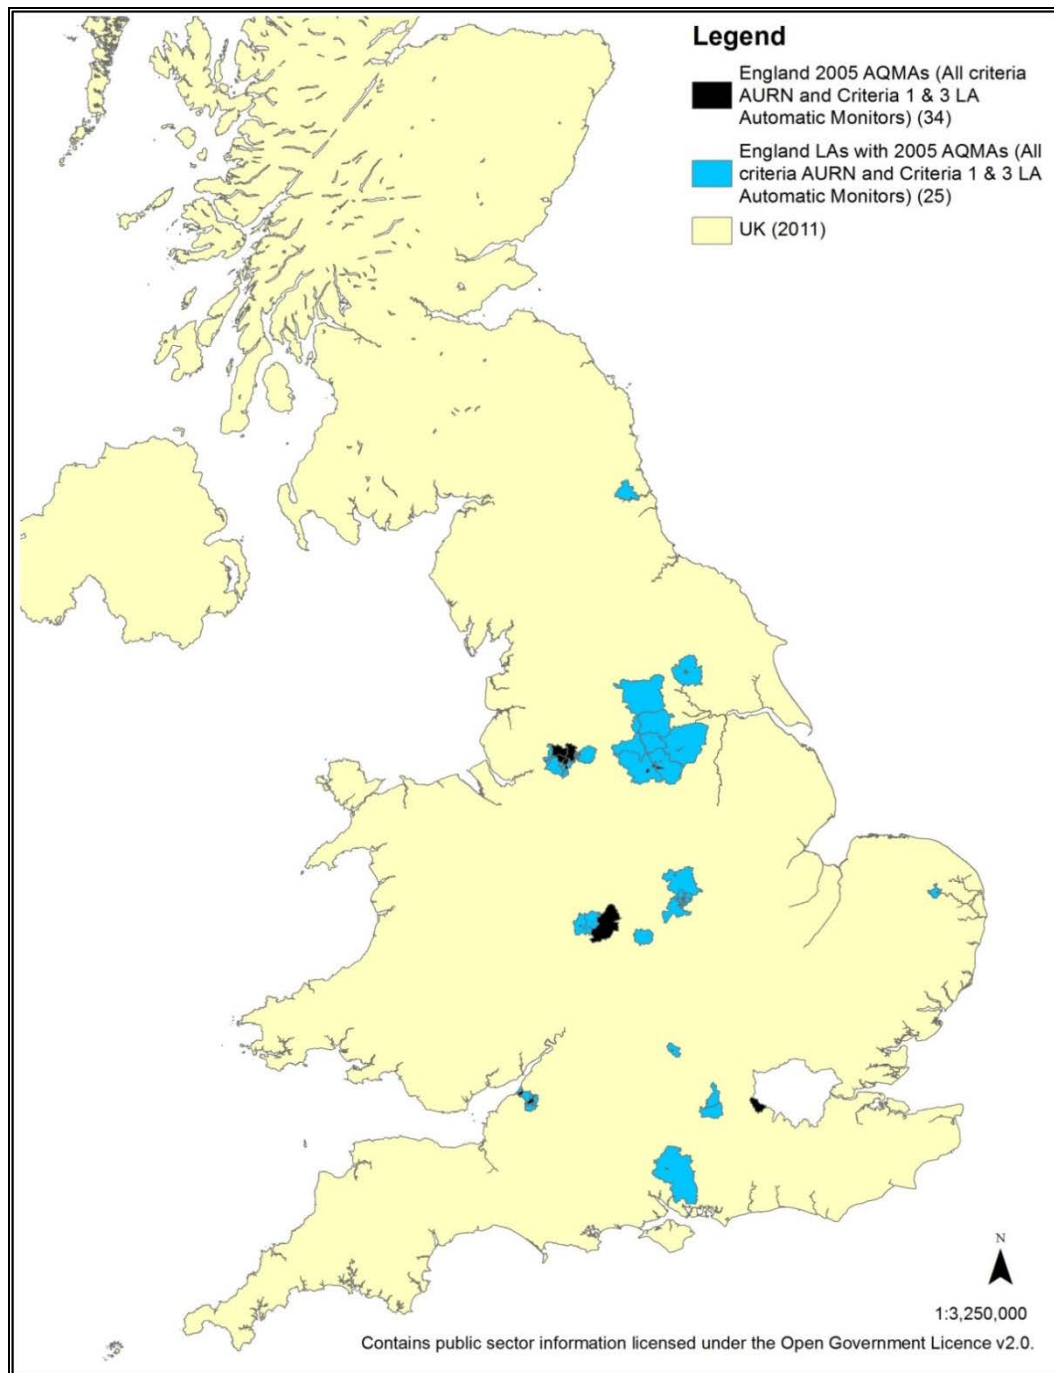 Legend
England 2005 AQMAs (All criteria
AURN and Criteria 1 & 3 LA
Automatic Monitors) (34)
England LAs with 2005 AQMAs (All
criteria AURN and Criteria 1 & 3 LA
Automatic Monitors) (25)
UK (2011)
N
1:3,250,000
Contains public sector information licensed under the Open Government Licence v2.0.